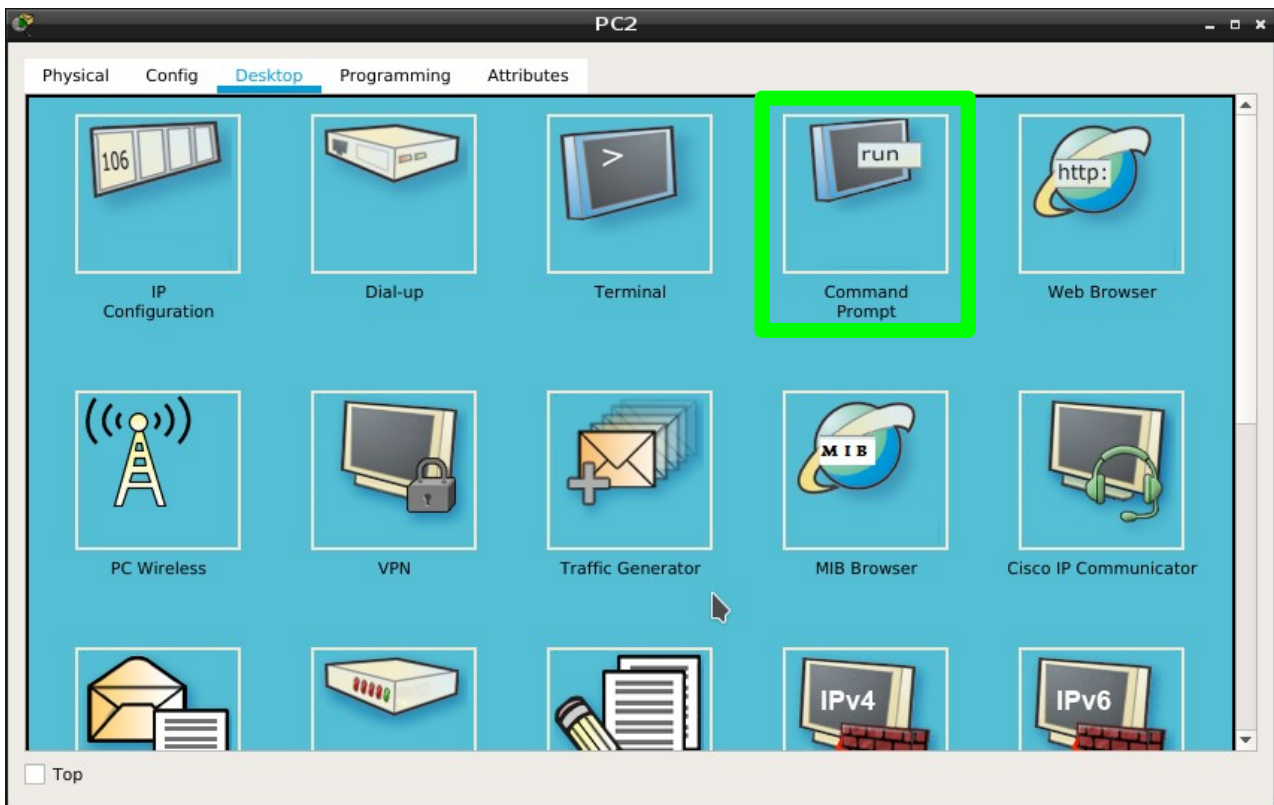 PC2
Physical Config Desktop Programming Attributes
106
>
run
http:
IP
Configuration
Dial-up
Terminal
Command
Prompt
Web Browser
MIB
PC Wireless
VPN
Traffic Generator
MIB Browser
Cisco IP Communicator
IPv4
IPv6
Top